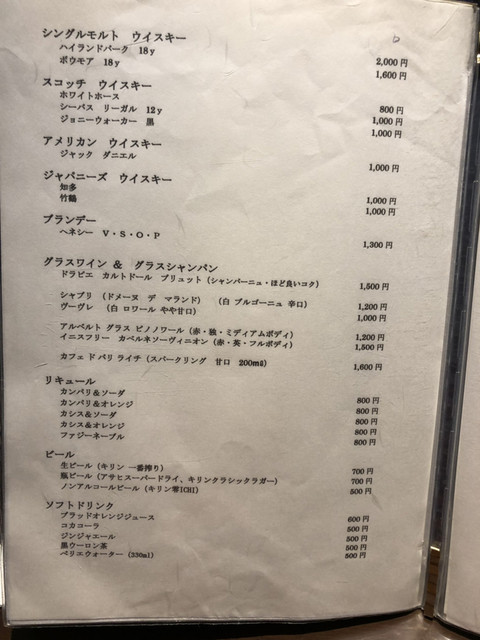 シングルモルト　ウイスキー
ハイランドパーク　18y 2,000円
ボウモア　18y 1,600円
スコッチ　ウイスキー
ホワイトホース 800円
シーバス　リーガル　12y 1,000円
ジョニーウォーカー　黒 1,000円
アメリカン　ウイスキー
ジャック　ダニエル 1,000円
ジャパニーズ　ウイスキー
知多 1,000円
竹鶴 1,000円
ブランデー
ヘネシー　V・S・O・P 1,300円
グラスワイン ＆ グラスシャンパン
ドラピエ　カルトドール　ブリュット（シャンパーニュ・ほど良いコク） 1,500円
シャブリ　（ドメーヌ　デ　マランド）　（白 ブルゴーニュ 辛口） 1,200円
ヴーヴレ　（白 ロワール やや甘口） 1,000円
アルベルト グラス ピノノワール（赤・独・ミディアムボディ） 1,200円
イニスフリー　カベルネソーヴィニオン（赤・英・フルボディ） 1,500円
カフェ ド パリ ライチ（スパークリング　甘口　200㎖） 1,600円
リキュール
カンパリ＆ソーダ 800円
カンパリ＆オレンジ 800円
カシス＆ソーダ 800円
カシス＆オレンジ 800円
ファジーネーブル 800円
ビール
生ビール（キリン 一番搾り） 700円
瓶ビール（アサヒスーパードライ、キリンクラシックラガー） 700円
ノンアルコールビール（キリン零ICHI） 500円
ソフトドリンク
ブラッドオレンジジュース 600円
コカコーラ 500円
ジンジャエール 500円
黒ウーロン茶 500円
ペリエウォーター（330ml） 500円